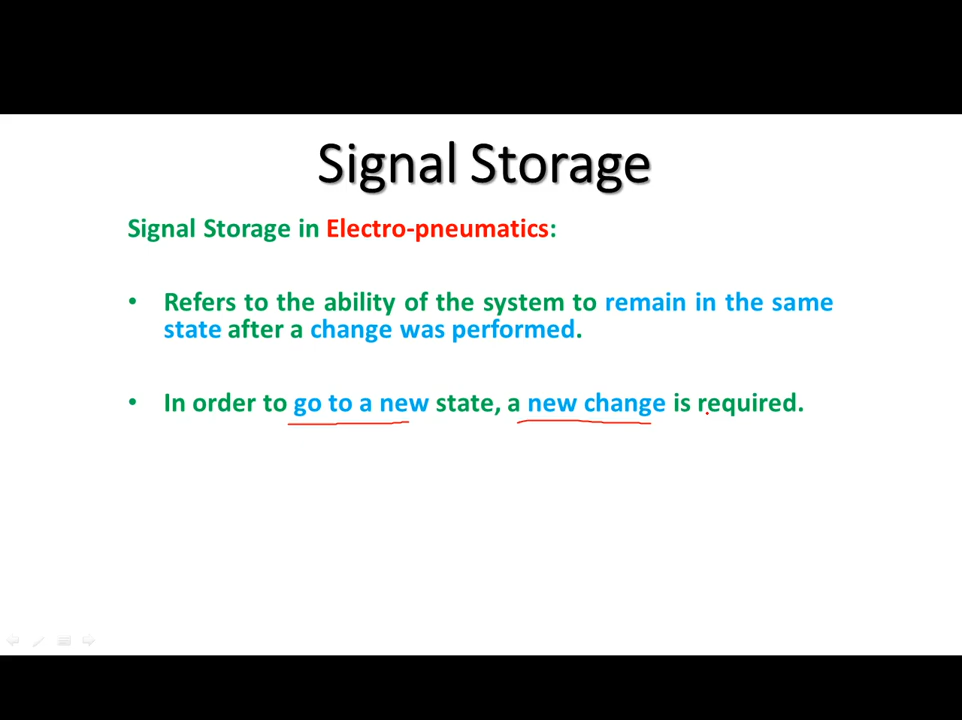 Signal Storage
Signal Storage in Electro-pneumatics:
• Refers to the ability of the system to remain in the same
state after a change was performed.
• In order to go to a new state, a new change is required.